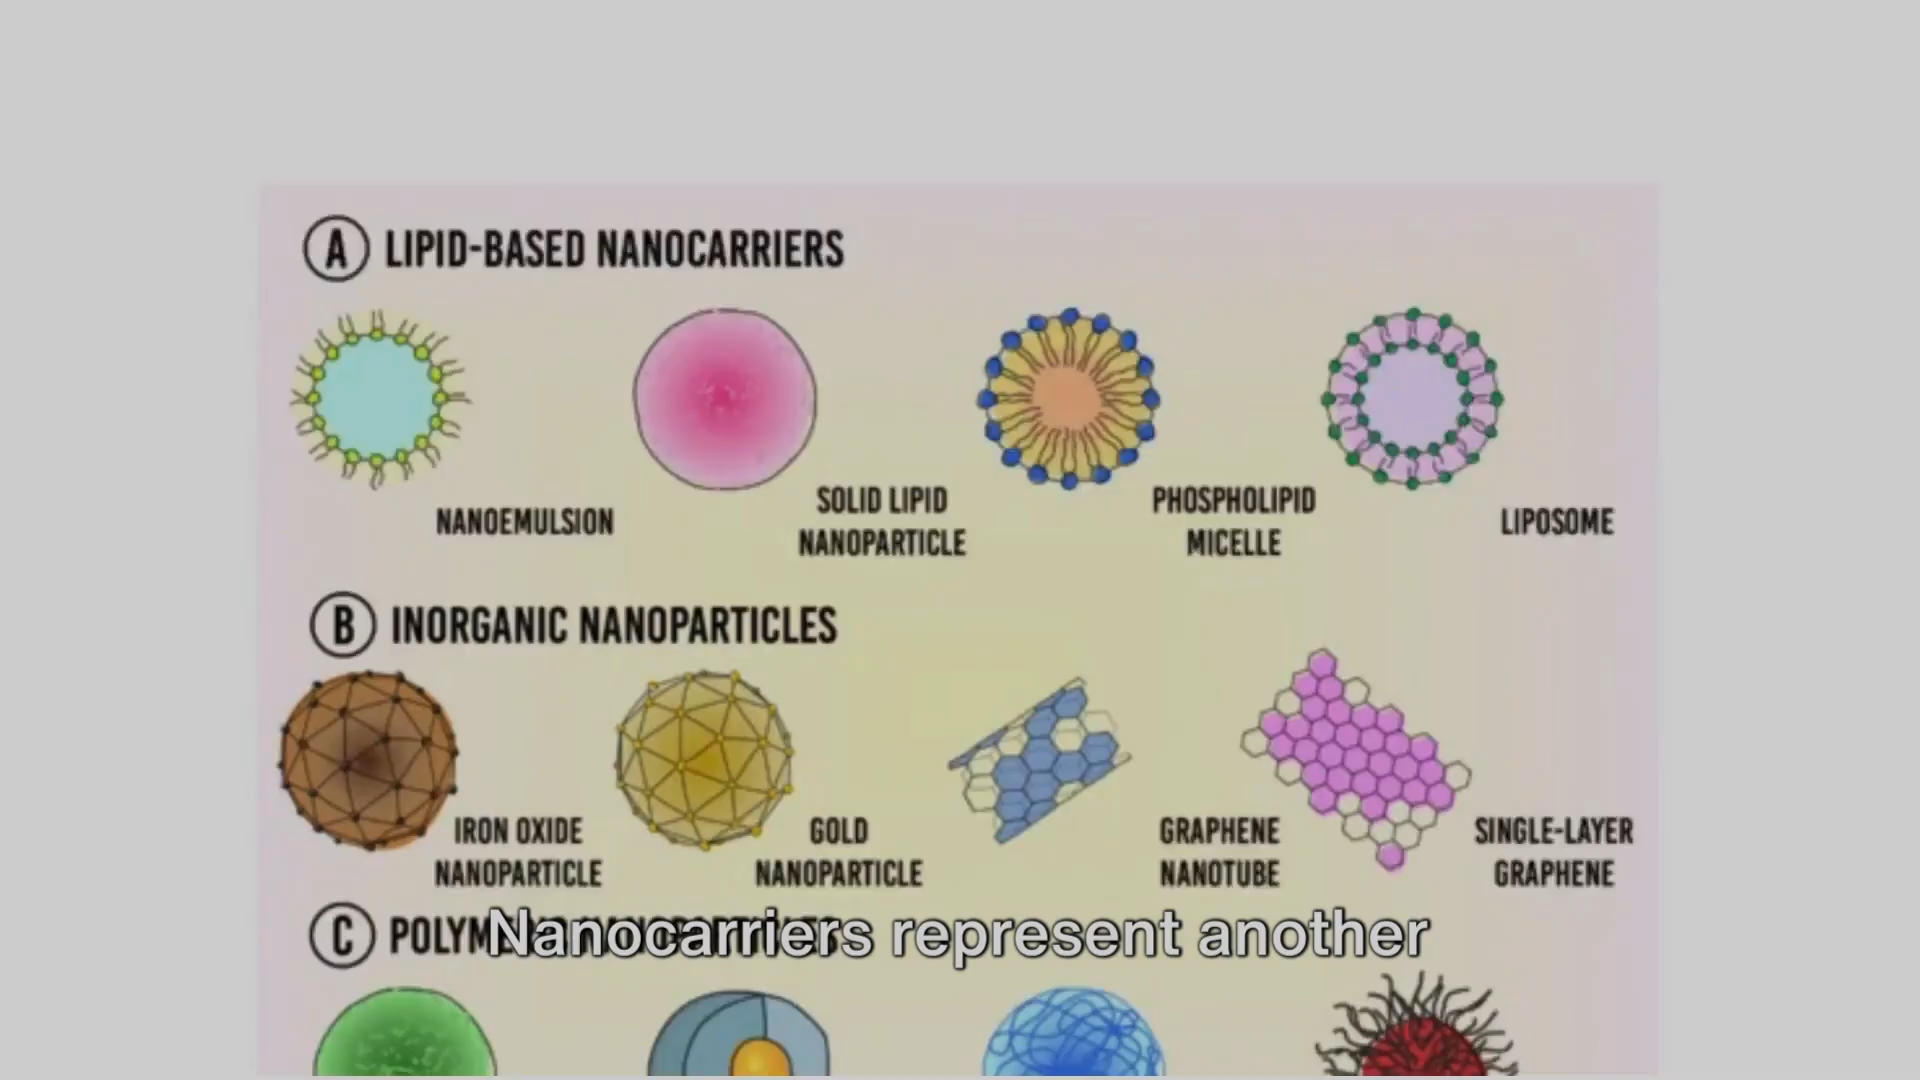 A LIPID-BASED NANOCARRIERS
NANOEMULSION
SOLID LIPID
NANOPARTICLE
PHOSPHOLIPID
MICELLE
LIPOSOME
B INORGANIC NANOPARTICLES
IRON OXIDE
NANOPARTICLE
GOLD
NANOPARTICLE
GRAPHENE
NANOTUBE
SINGLE-LAYER
GRAPHENE
C
Nanocarriers represent another